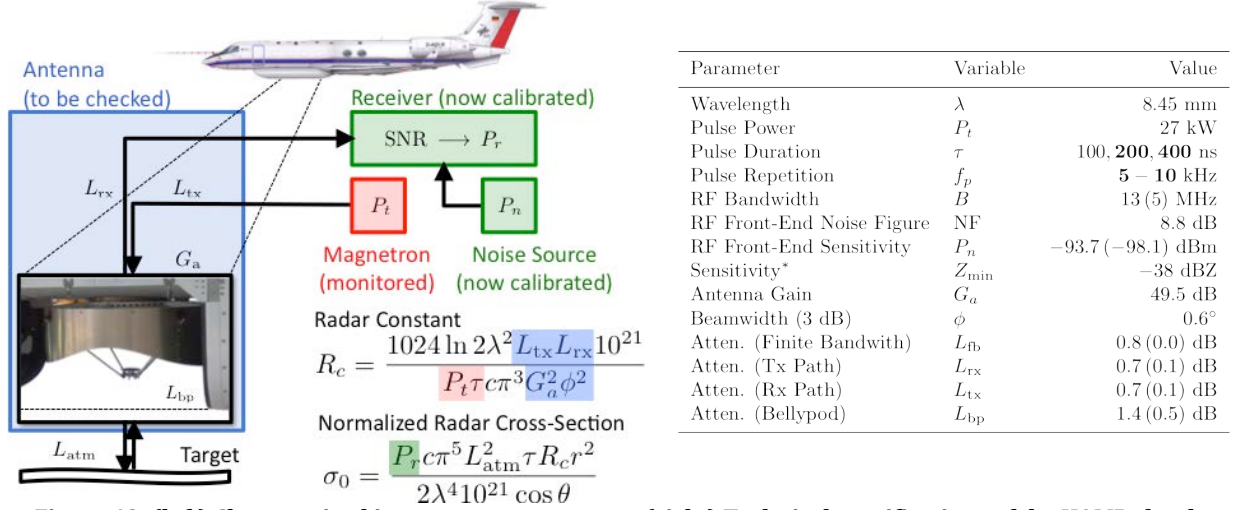 Antenna
(to be checked)
Receiver (now calibrated)
SNR ⟶ P_r
L_rx
L_tx
P_t
P_n
G_a
Magnetron
(monitored)
Noise Source
(now calibrated)
L_bp
L_atm
Target
Radar Constant
R_c = \frac{1024 \ln 2 λ^2 L_tx L_rx 10^{21}}{P_t τ c π^3 G_a^2 φ^2}
Normalized Radar Cross-Section
σ_0 = \frac{P_r c π^5 L_atm^2 τ R_c r^2}{2 λ^4 10^{21} \cos θ}
Parameter Variable Value
Wavelength λ 8.45 mm
Pulse Power P_t 27 kW
Pulse Duration τ 100, 200, 400 ns
Pulse Repetition f_p 5 – 10 kHz
RF Bandwidth B 13 (5) MHz
RF Front-End Noise Figure NF 8.8 dB
RF Front-End Sensitivity P_n −93.7 (−98.1) dBm
Sensitivity* Z_min −38 dBZ
Antenna Gain G_a 49.5 dB
Beamwidth (3 dB) φ 0.6°
Atten. (Finite Bandwith) L_fb 0.8 (0.0) dB
Atten. (Tx Path) L_rx 0.7 (0.1) dB
Atten. (Rx Path) L_tx 0.7 (0.1) dB
Atten. (Bellypod) L_bp 1.4 (0.5) dB